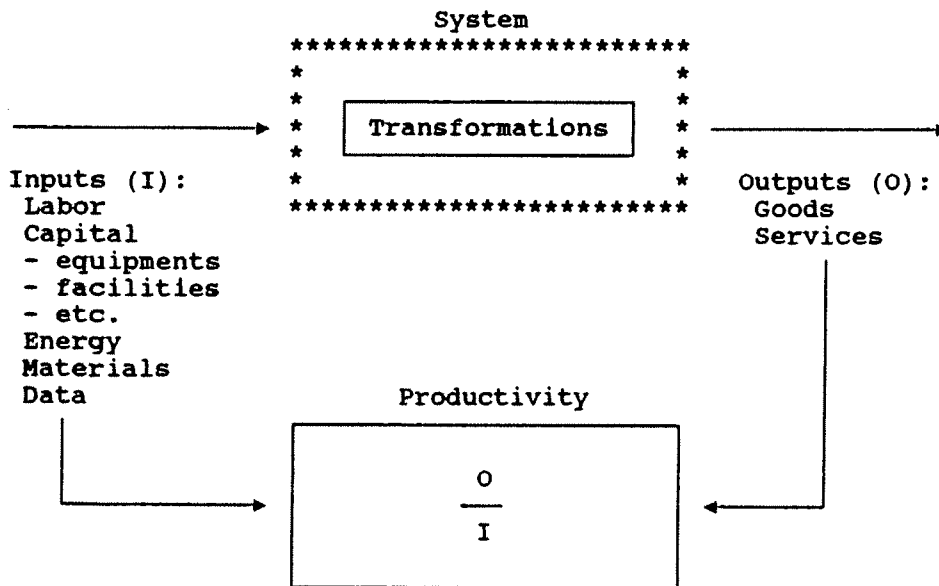 System
Transformations
Inputs (I):
Labor
Capital
- equipments
- facilities
- etc.
Energy
Materials
Data
Outputs (O):
Goods
Services
Productivity
O
I